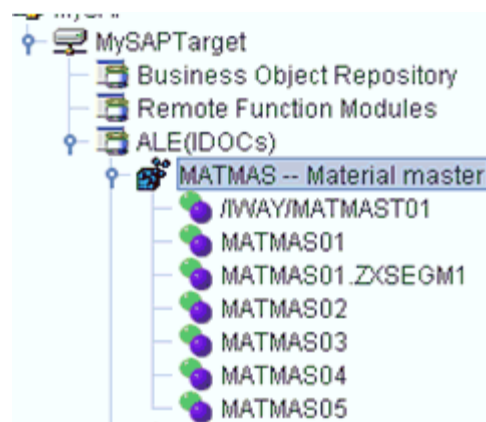 MySAPTarget
Business Object Repository
Remote Function Modules
ALE(IDOCs)
MATMAS -- Material master
/IWAY/MATMAST01
MATMAS01
MATMAS01.ZXSEGM1
MATMAS02
MATMAS03
MATMAS04
MATMAS05